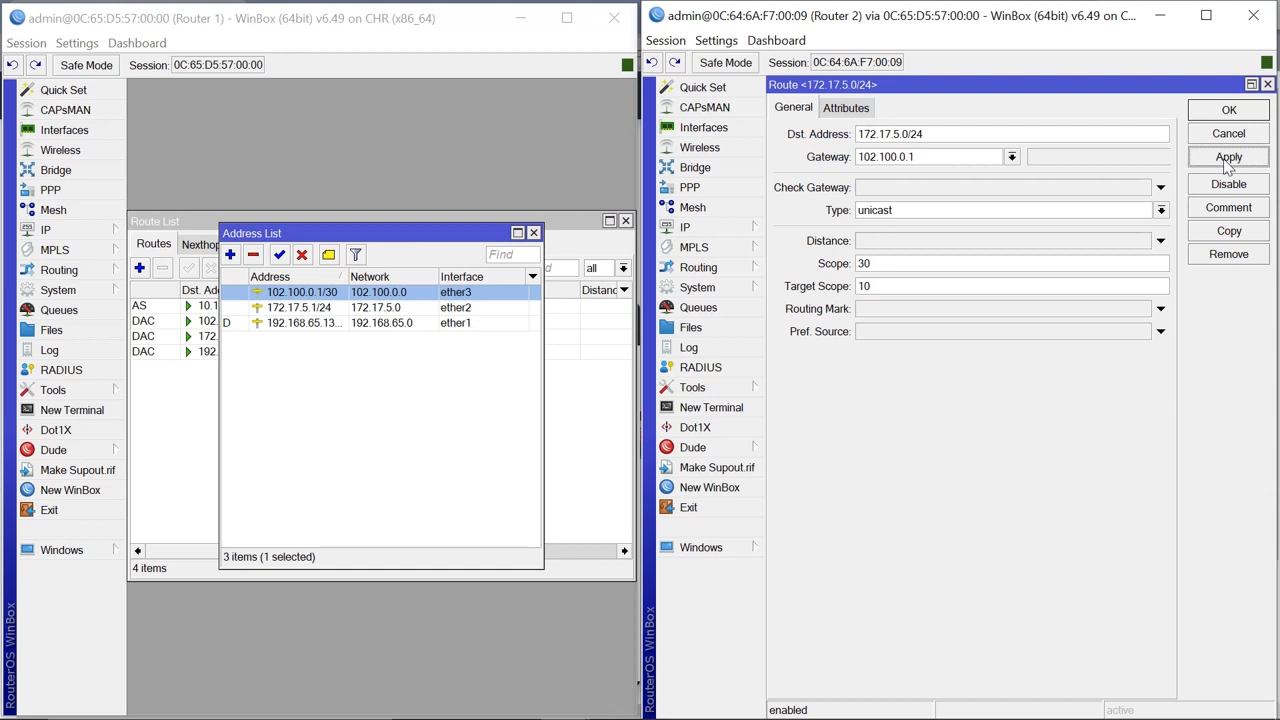 admin@0C:65:D5:57:00:00 (Router 1) - WinBox (64bit) v6.49 on CHR (x86_64)
Session Settings Dashboard
Safe Mode Session: 0C:65:D5:57:00:00
Quick Set
CAPsMAN
Interfaces
Wireless
Bridge
PPP
Mesh
IP
MPLS
Routing
System
Queues
Files
Log
RADIUS
Tools
New Terminal
Dot1X
Dude
Make Supout.rif
New WinBox
Exit
Windows
RouterOS WinBox
Route List
Routes Nexthop
all
Dst. Ad Distanc
AS 10.1
DAC 102
DAC 172
DAC 192.
4 items
Address List
Find
Address Network Interface
102.100.0.1/30 102.100.0.0 ether3
172.17.5.1/24 172.17.5.0 ether2
D 192.168.65.13... 192.168.65.0 ether1
3 items (1 selected)
admin@0C:64:6A:F7:00:09 (Router 2) via 0C:65:D5:57:00:00 - WinBox (64bit) v6.49 on C...
Session Settings Dashboard
Safe Mode Session: 0C:64:6A:F7:00:09
Quick Set
CAPsMAN
Interfaces
Wireless
Bridge
PPP
Mesh
IP
MPLS
Routing
System
Queues
Files
Log
RADIUS
Tools
New Terminal
Dot1X
Dude
Make Supout.rif
New WinBox
Exit
Windows
RouterOS WinBox
Route <172.17.5.0/24>
General Attributes
Dst. Address: 172.17.5.0/24
Gateway: 102.100.0.1
Check Gateway:
Type: unicast
Distance:
Scope: 30
Target Scope: 10
Routing Mark:
Pref. Source:
OK
Cancel
Apply
Disable
Comment
Copy
Remove
enabled active